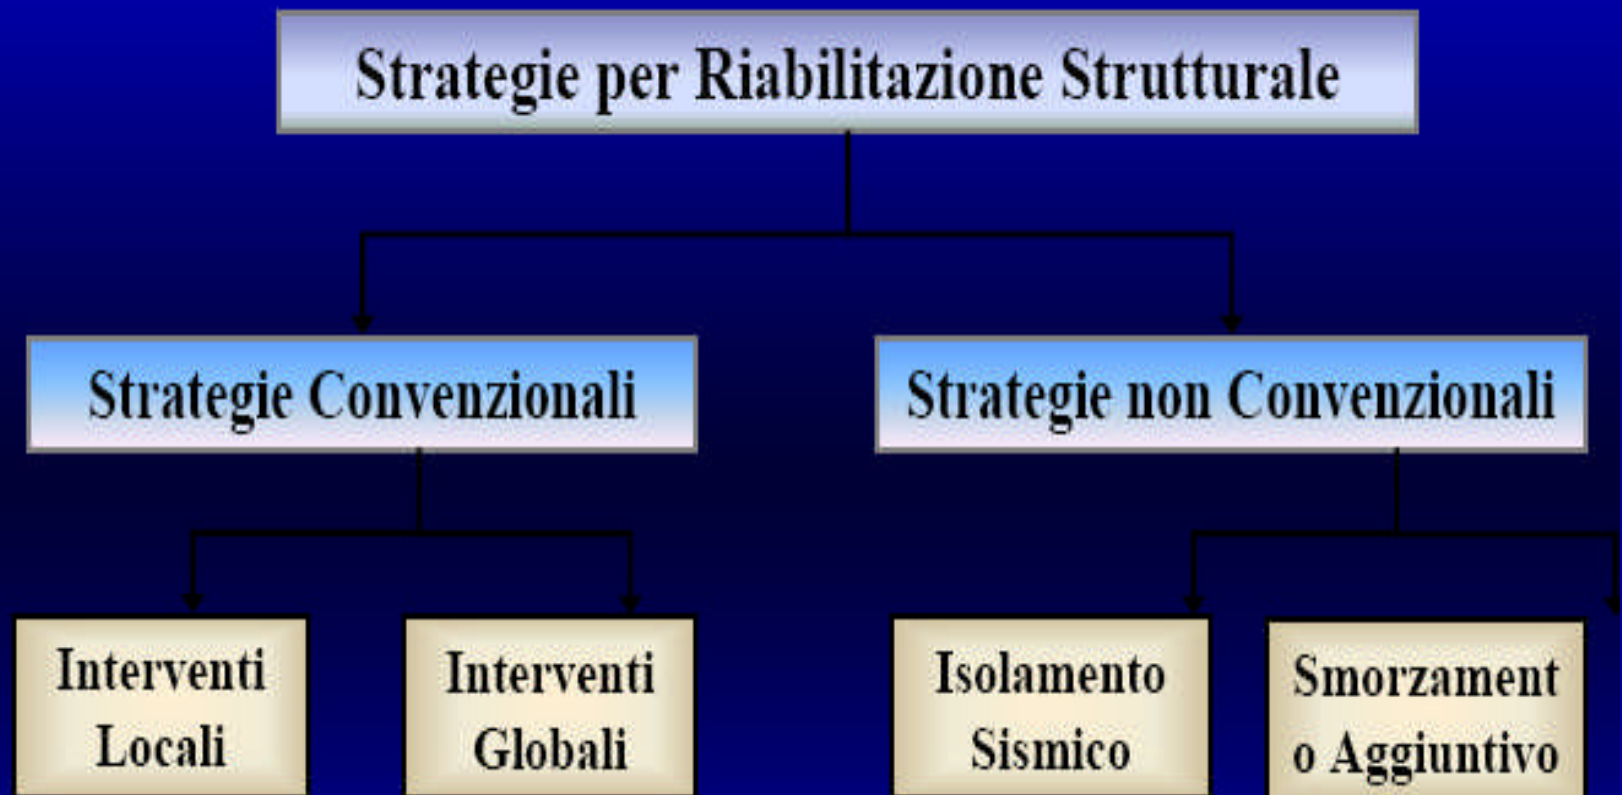 Strategie per Riabilitazione Strutturale
Strategie Convenzionali
Strategie non Convenzionali
Interventi
Locali
Interventi
Globali
Isolamento
Sismico
Smorzament
o Aggiuntivo